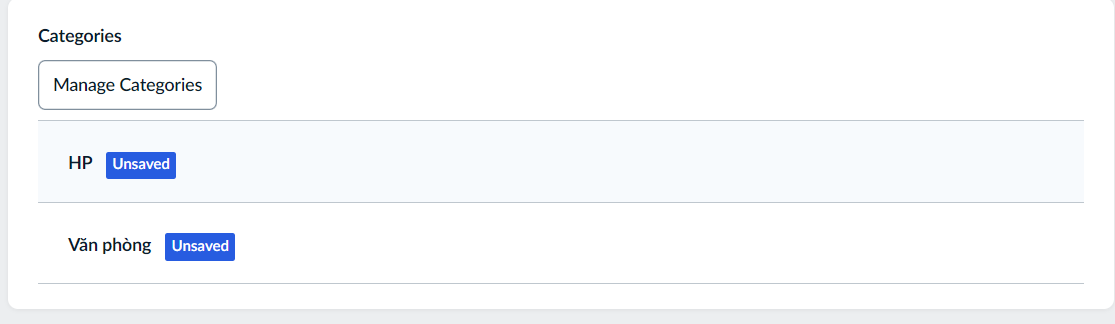 Categories
Manage Categories
HP Unsaved
Văn phòng Unsaved